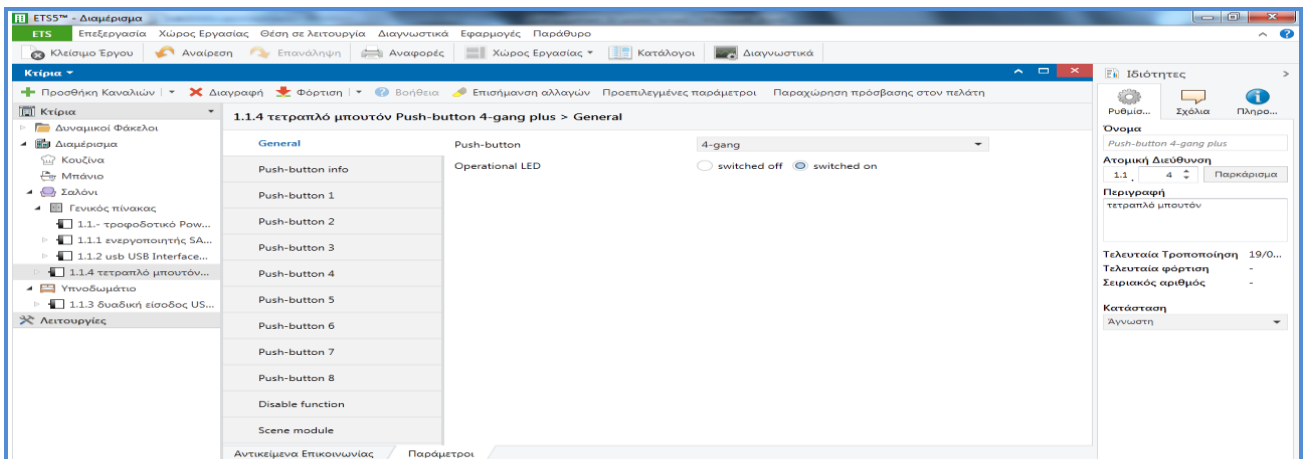 ETS5™ - Διαμέρισμα
ETS Επεξεργασία Χώρος Εργασίας Θέση σε λειτουργία Διαγνωστικά Εφαρμογές Παράθυρο
Κλείσιμο Έργου Αναίρεση Επανάληψη Αναφορές Χώρος Εργασίας Κατάλογοι Διαγνωστικά
Κτίρια
Προσθήκη Καναλιών Διαγραφή Φόρτιση Βοήθεια Επισήμανση αλλαγών Προεπιλεγμένες παράμετροι Παραχώρηση πρόσβασης στον πελάτη
Κτίρια
Δυναμικοί Φάκελοι
Διαμέρισμα
Κουζίνα
Μπάνιο
Σαλόνι
Γενικός πίνακας
1.1.- τροφοδοτικό Pow...
1.1.1 ενεργοποιητής SA...
1.1.2 usb USB Interface...
1.1.4 τετραπλό μπουτόν...
Υπνοδωμάτιο
1.1.3 δυαδική είσοδος US...
Λειτουργίες
1.1.4 τετραπλό μπουτόν Push-button 4-gang plus > General
General
Push-button info
Push-button 1
Push-button 2
Push-button 3
Push-button 4
Push-button 5
Push-button 6
Push-button 7
Push-button 8
Disable function
Scene module
Push-button 4-gang
Operational LED switched off switched on
Αντικείμενα Επικοινωνίας Παράμετροι
Ιδιότητες
Ρυθμίσ... Σχόλια Πληρο...
Όνομα
Push-button 4-gang plus
Ατομική Διεύθυνση
1.1 . 4 Παρκάρισμα
Περιγραφή
τετραπλό μπουτόν
Τελευταία Τροποποίηση 19/0...
Τελευταία φόρτιση -
Σειριακός αριθμός -
Κατάσταση
Άγνωστη